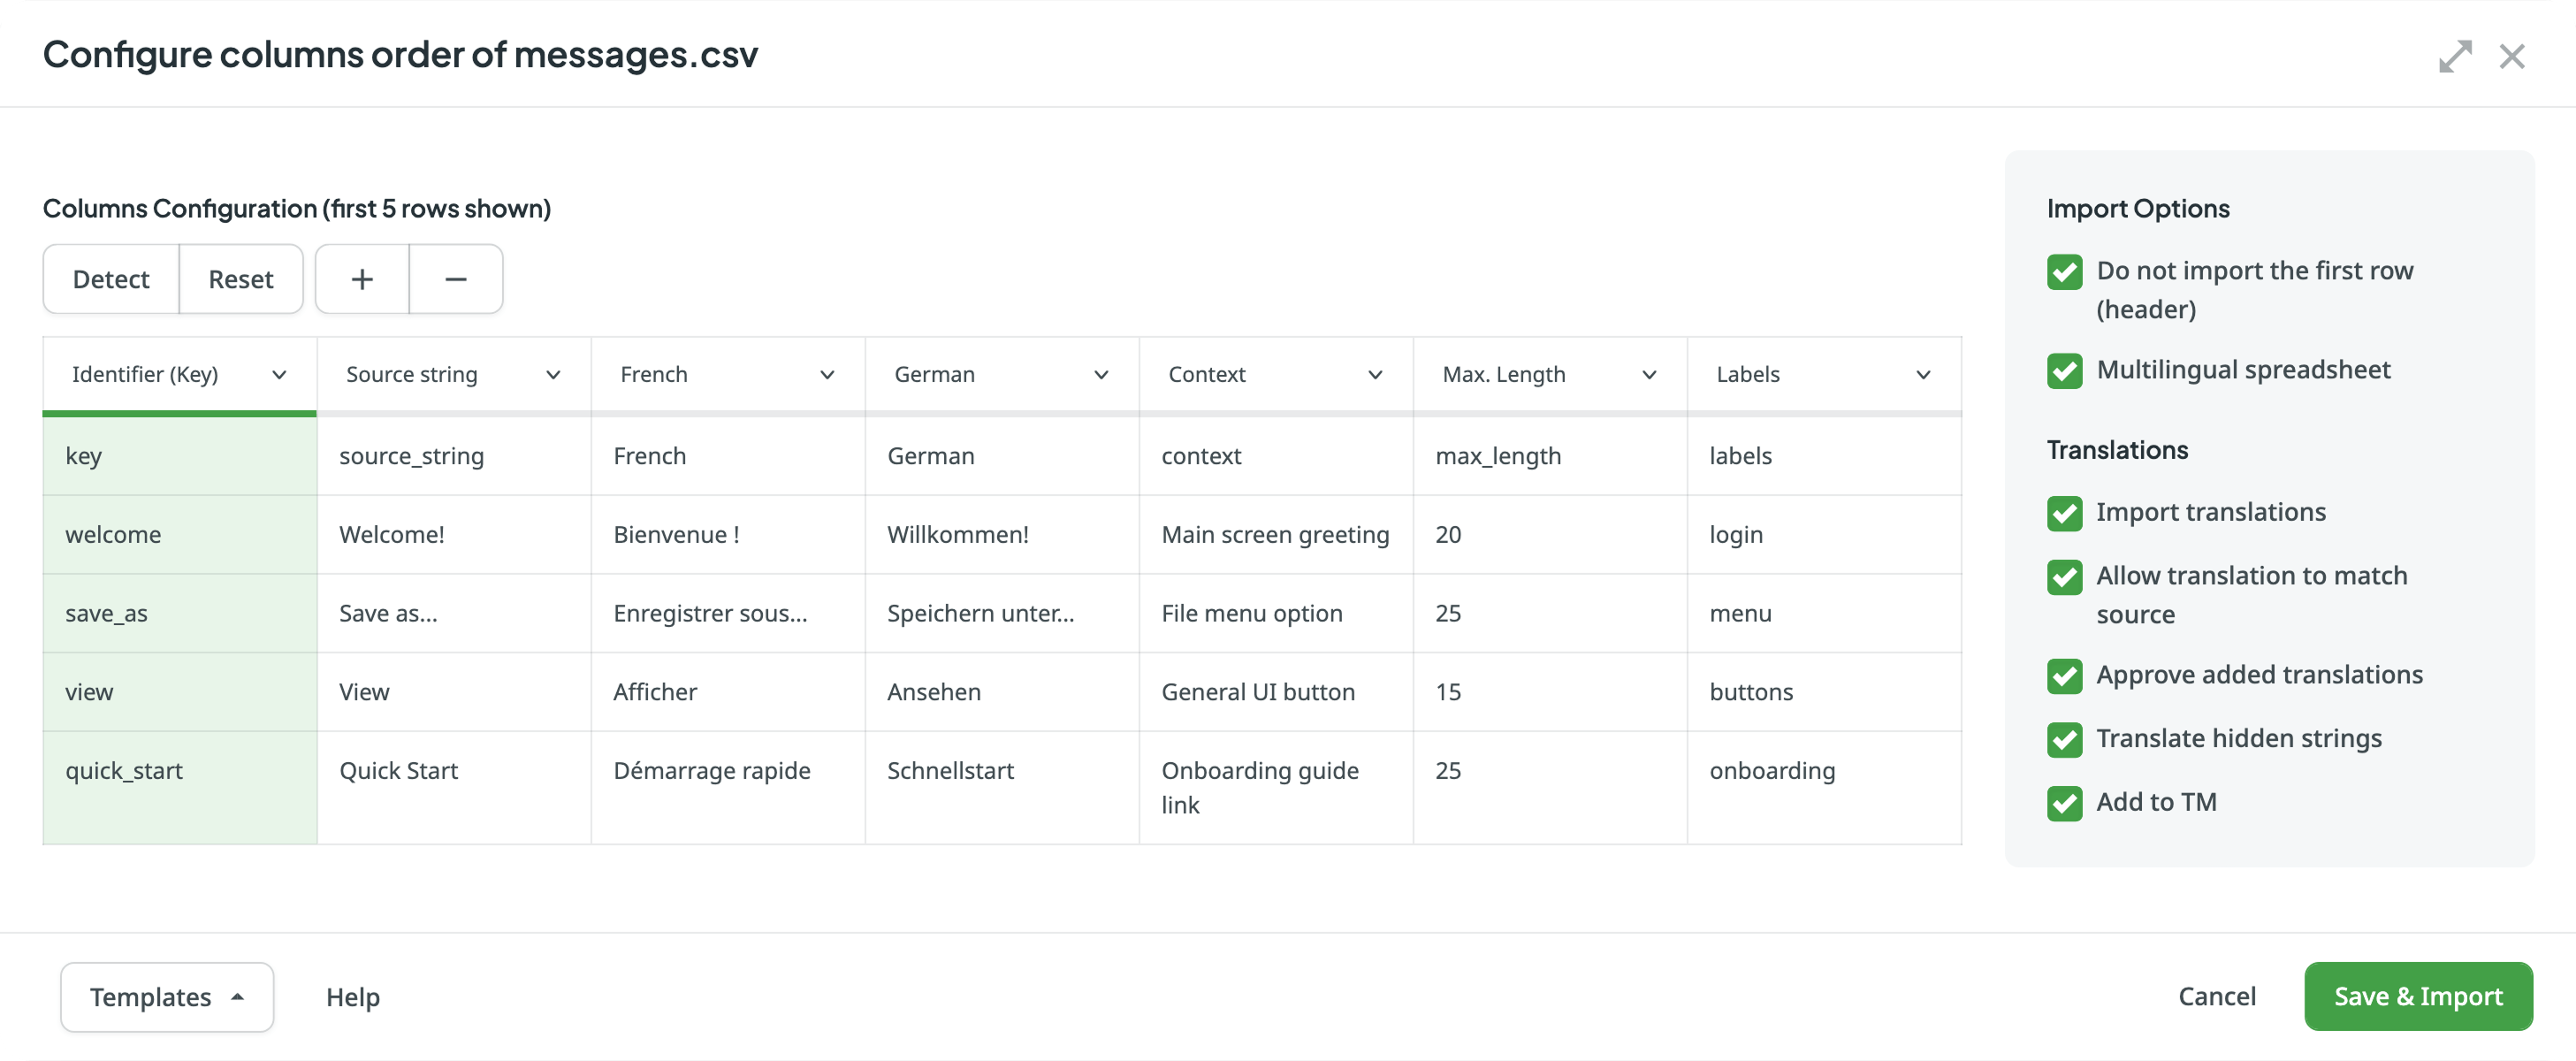 Configure columns order of messages.csv
Columns Configuration (first 5 rows shown)
Detect Reset + −
Identifier (Key) Source string French German Context Max. Length Labels
key source_string French German context max_length labels
welcome Welcome! Bienvenue ! Willkommen! Main screen greeting 20 login
save_as Save as... Enregistrer sous... Speichern unter... File menu option 25 menu
view View Afficher Ansehen General UI button 15 buttons
quick_start Quick Start Démarrage rapide Schnellstart Onboarding guide 25 onboarding
link
Import Options
Do not import the first row
(header)
Multilingual spreadsheet
Translations
Import translations
Allow translation to match
source
Approve added translations
Translate hidden strings
Add to TM
Templates Help Cancel Save & Import